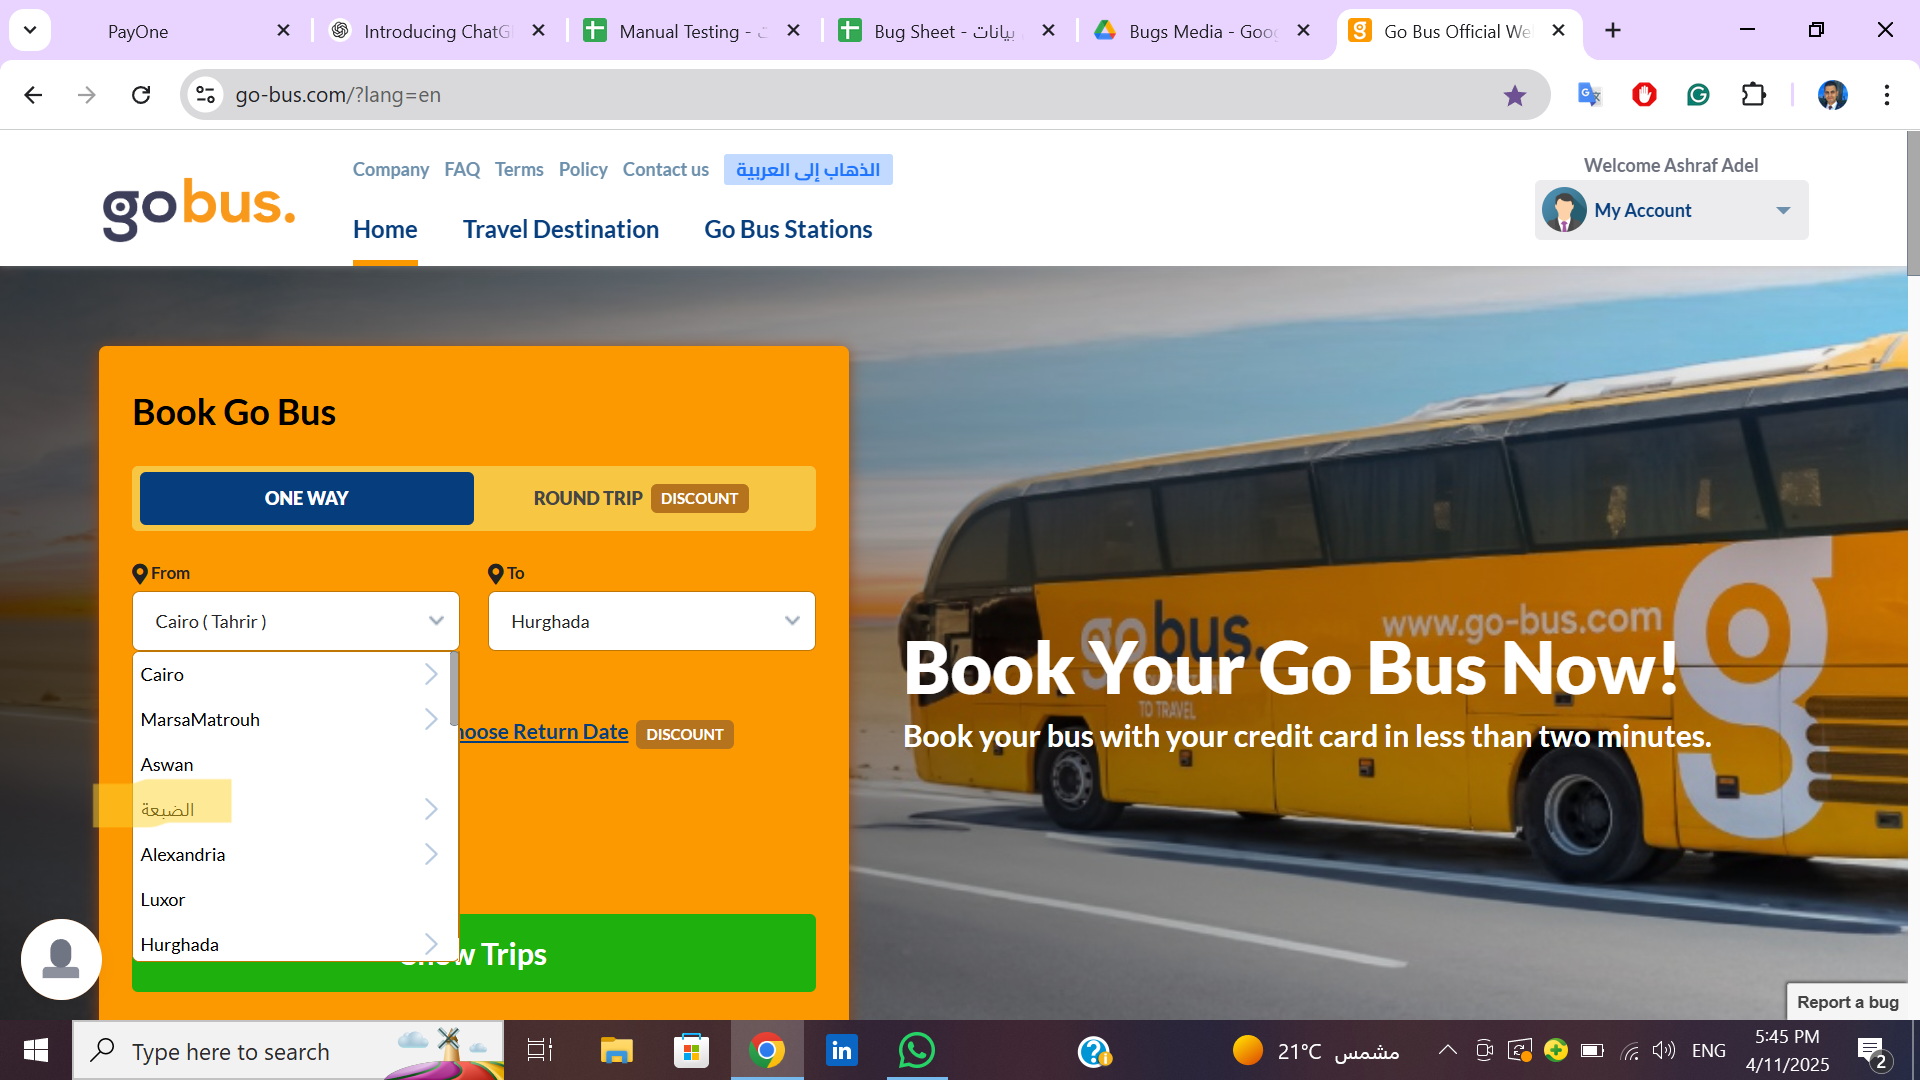 PayOne
Introducing ChatG
Manual Testing -
Bug Sheet - بيانات
Bugs Media - Goog
Go Bus Official We
go-bus.com/?lang=en
Company FAQ Terms Policy Contact us الذهاب إلى العربية
Welcome Ashraf Adel
gobus.
My Account
Home Travel Destination Go Bus Stations
Book Go Bus
ONE WAY
ROUND TRIP DISCOUNT
From
To
Cairo ( Tahrir )
Hurghada
Cairo
MarsaMatrouh
Aswan
الضبعة
Alexandria
Luxor
Hurghada
hoose Return Date DISCOUNT
w Trips
gobus.
www.go-bus.com
TO TRAVEL
Book Your Go Bus Now!
Book your bus with your credit card in less than two minutes.
Report a bug
Type here to search
21°C مشمس
ENG
5:45 PM
4/11/2025
2